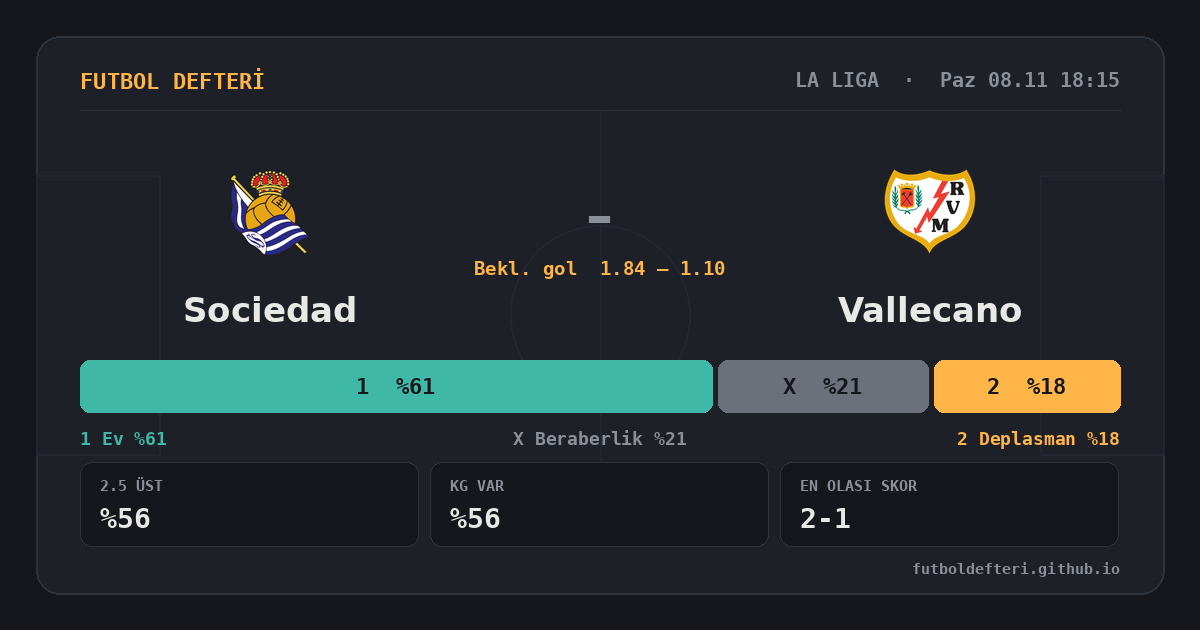 FUTBOL DEFTERİ
LA LIGA · Paz 08.11 18:15
R
V
M
-
Bekl. gol 1.84 – 1.10
Sociedad
Vallecano
1 %61
X %21
2 %18
1 Ev %61
X Beraberlik %21
2 Deplasman %18
2.5 ÜST
KG VAR
EN OLASI SKOR
%56
%56
2-1
futboldefteri.github.io